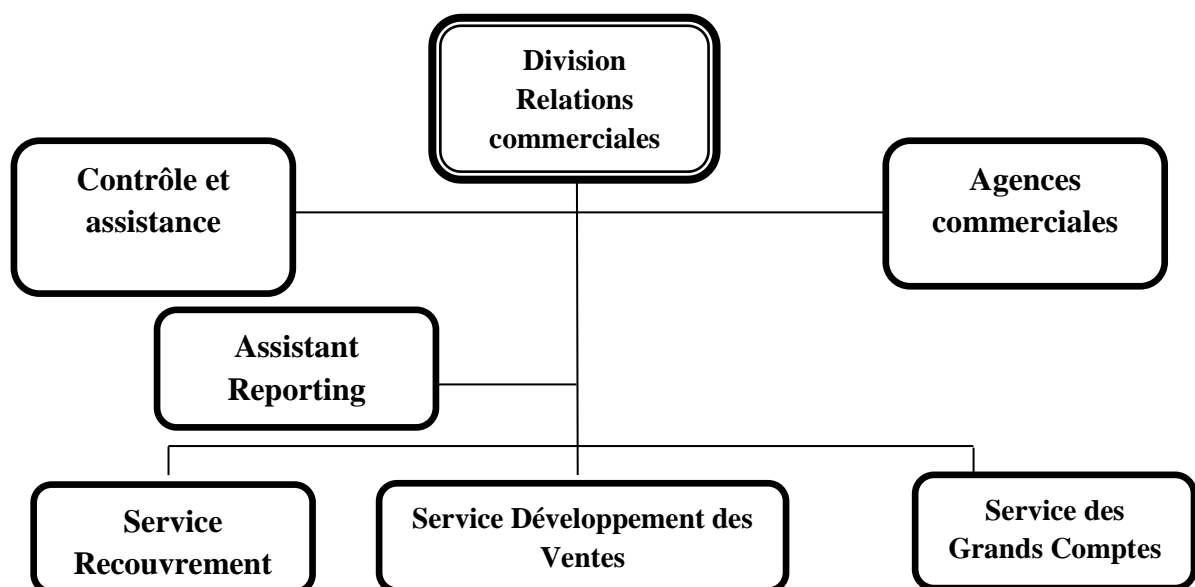 Division
Relations
commerciales
Contrôle et
assistance
Agences
commerciales
Assistant
Reporting
Service
Recouvrement
Service Développement des
Ventes
Service des
Grands Comptes